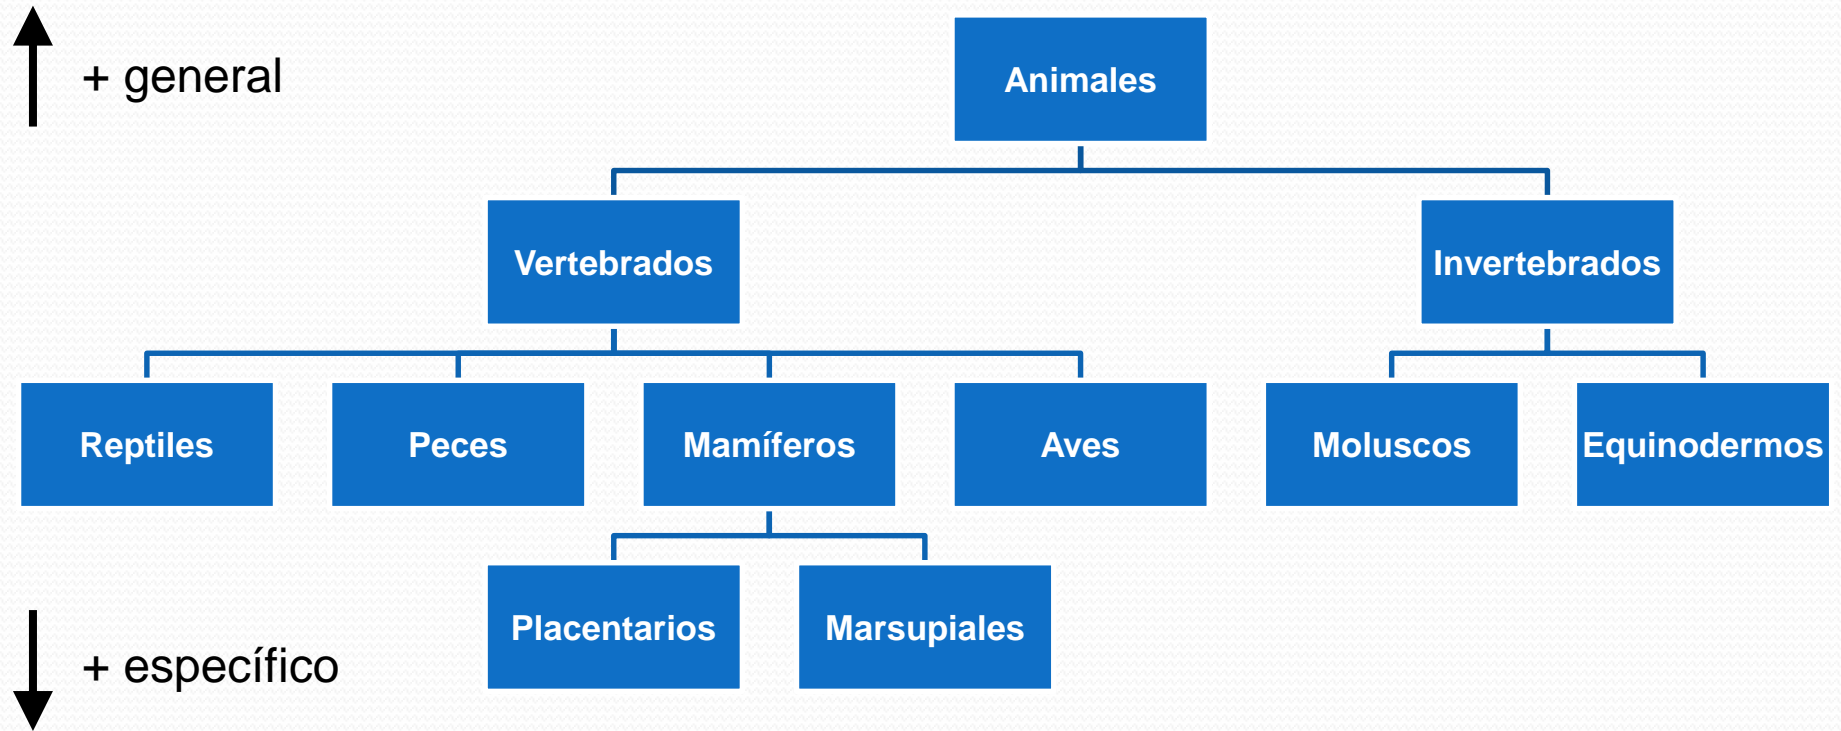 + general
Animales
Vertebrados
Invertebrados
Reptiles
Peces
Mamíferos
Aves
Moluscos
Equinodermos
Placentarios
Marsupiales
+ específico